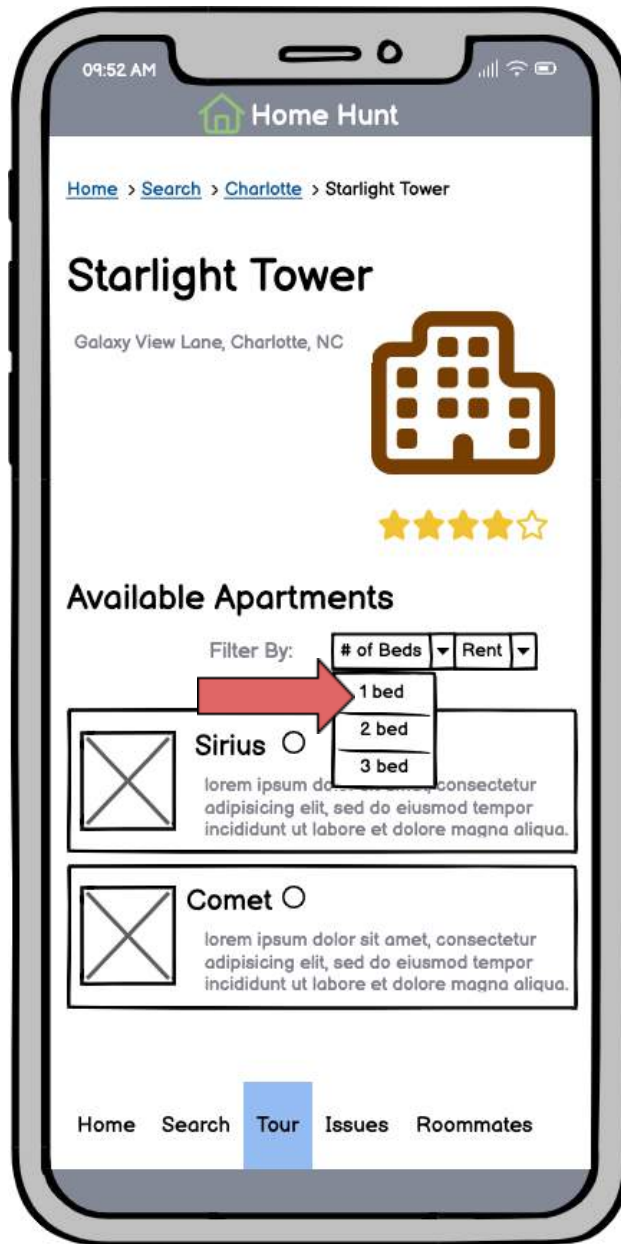 09:52 AM
Home Hunt
Home > Search > Charlotte > Starlight Tower
Starlight Tower
Galaxy View Lane, Charlotte, NC
Available Apartments
Filter By: # of Beds Rent
1 bed
2 bed
3 bed
Sirius
lorem ipsum consectetur
adipisicing elit, sed do eiusmod tempor
incididunt ut labore et dolore magna aliqua.
Comet
lorem ipsum dolor sit amet, consectetur
adipisicing elit, sed do eiusmod tempor
incididunt ut labore et dolore magna aliqua.
Home Search Tour Issues Roommates